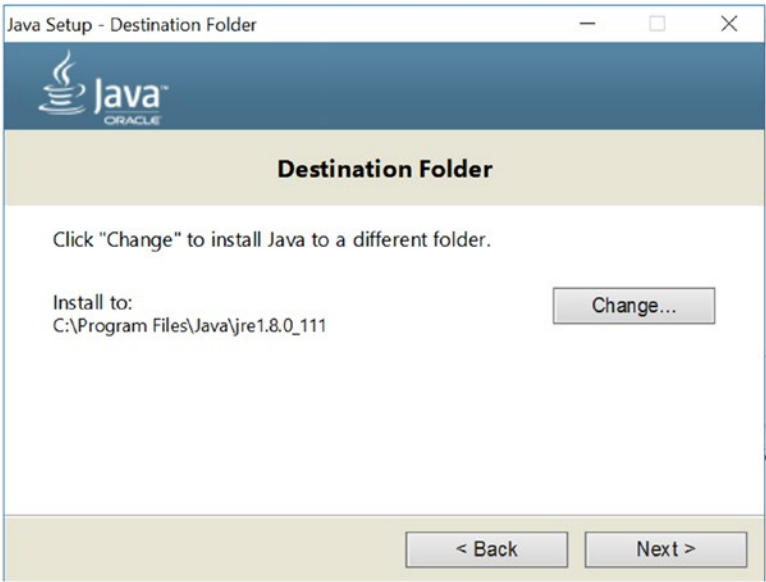 Java Setup - Destination Folder
Java™
ORACLE
Destination Folder
Click "Change" to install Java to a different folder.
Install to:
C:\Program Files\Java\jre1.8.0_111
Change...
< Back
Next >